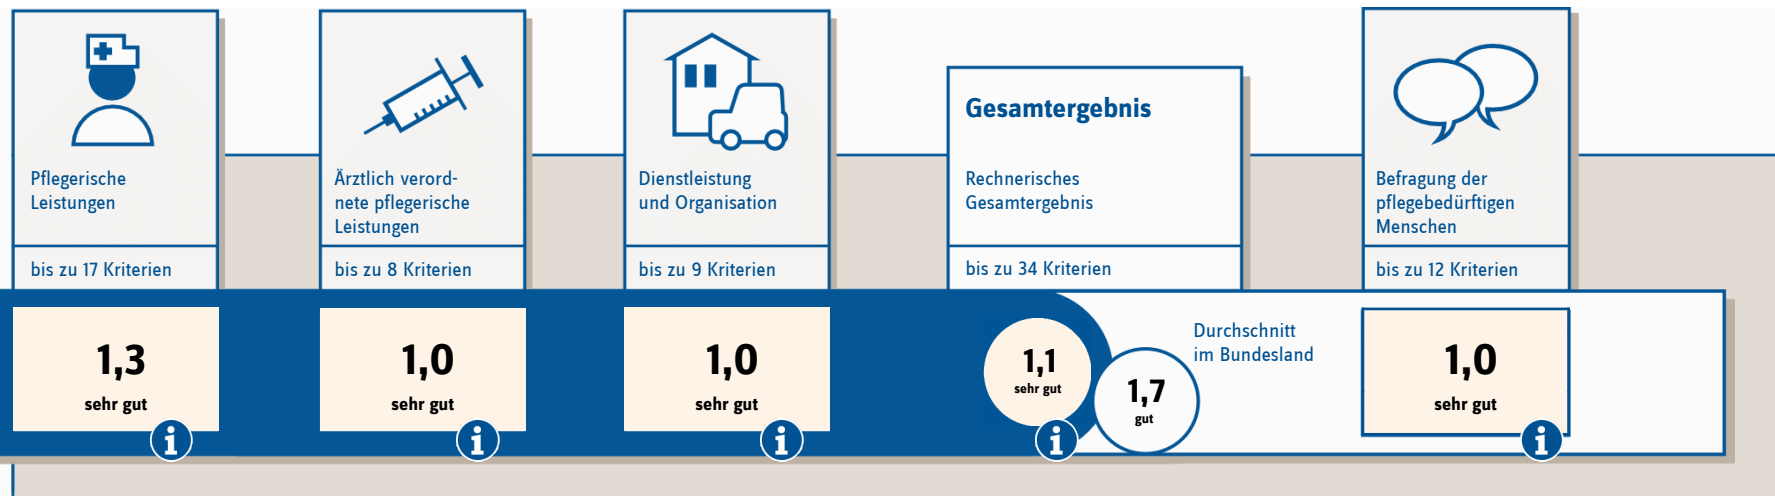 Pflegerische
Leistungen
bis zu 17 Kriterien
1,3
sehr gut
Ärztlich verord-
nete pflegerische
Leistungen
bis zu 8 Kriterien
1,0
sehr gut
Dienstleistung
und Organisation
bis zu 9 Kriterien
1,0
sehr gut
Gesamtergebnis
Rechnerisches
Gesamtergebnis
bis zu 34 Kriterien
1,1
sehr gut
1,7
gut
Durchschnitt
im Bundesland
Befragung der
pflegebedürftigen
Menschen
bis zu 12 Kriterien
1,0
sehr gut